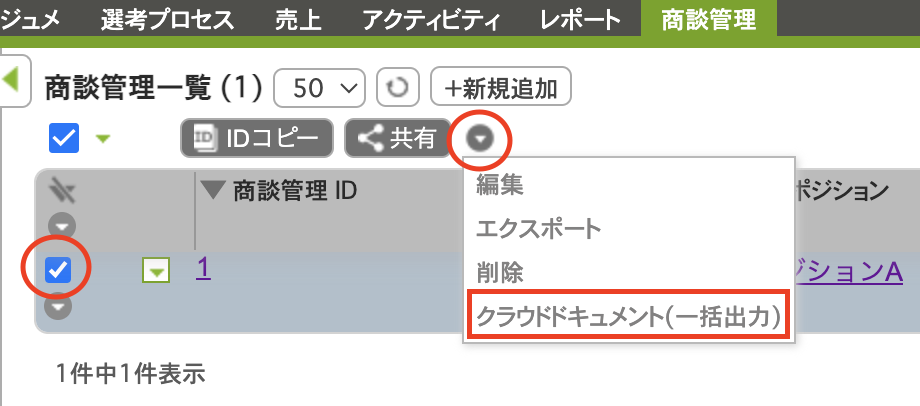 ジュメ 選考プロセス 売上 アクティビティ レポート 商談管理
商談管理一覧 (1) 50 +新規追加
IDコピー 共有
編集
エクスポート
削除
クラウドドキュメント(一括出力)
商談管理 ID ポジション
1 ジションA
1件中1件表示